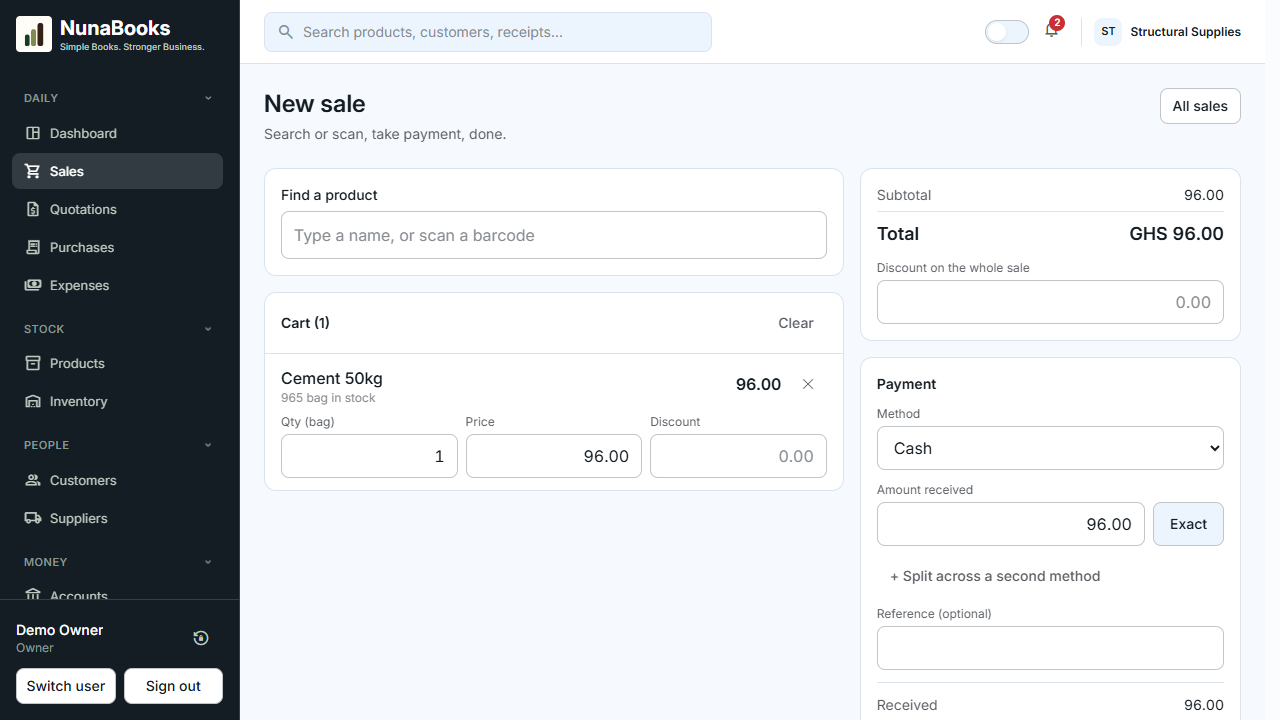 NunaBooks
Simple Books. Stronger Business.
DAILY
Dashboard
Sales
Quotations
Purchases
Expenses
STOCK
Products
Inventory
PEOPLE
Customers
Suppliers
MONEY
Accounts
Demo Owner
Owner
Switch user
Sign out
Search products, customers, receipts...
2
ST
Structural Supplies
New sale
Search or scan, take payment, done.
All sales
Find a product
Type a name, or scan a barcode
Cart (1)
Clear
Cement 50kg
96.00
965 bag in stock
Qty (bag)
Price
Discount
1
96.00
0.00
Subtotal
96.00
Total
GHS 96.00
Discount on the whole sale
0.00
Payment
Method
Cash
Amount received
96.00
Exact
+ Split across a second method
Reference (optional)
Received
96.00